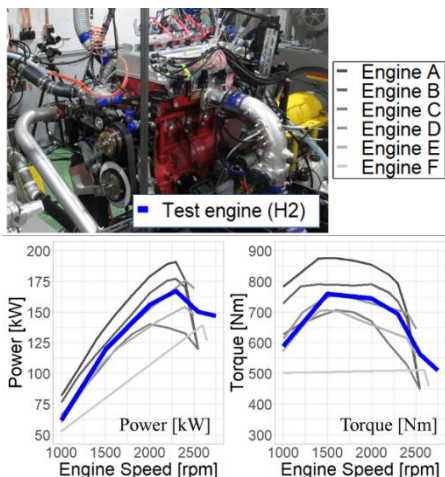 Engine A
Engine B
Engine C
Engine D
Engine E
Engine F
Test engine (H2)
200
175
150
125
100
75
50
Power [kW]
Power [kW]
1000
1500
2000
2500
Engine Speed [rpm]
900
800
700
600
500
400
300
Torque [Nm]
Torque [Nm]
1000
1500
2000
2500
Engine Speed [rpm]